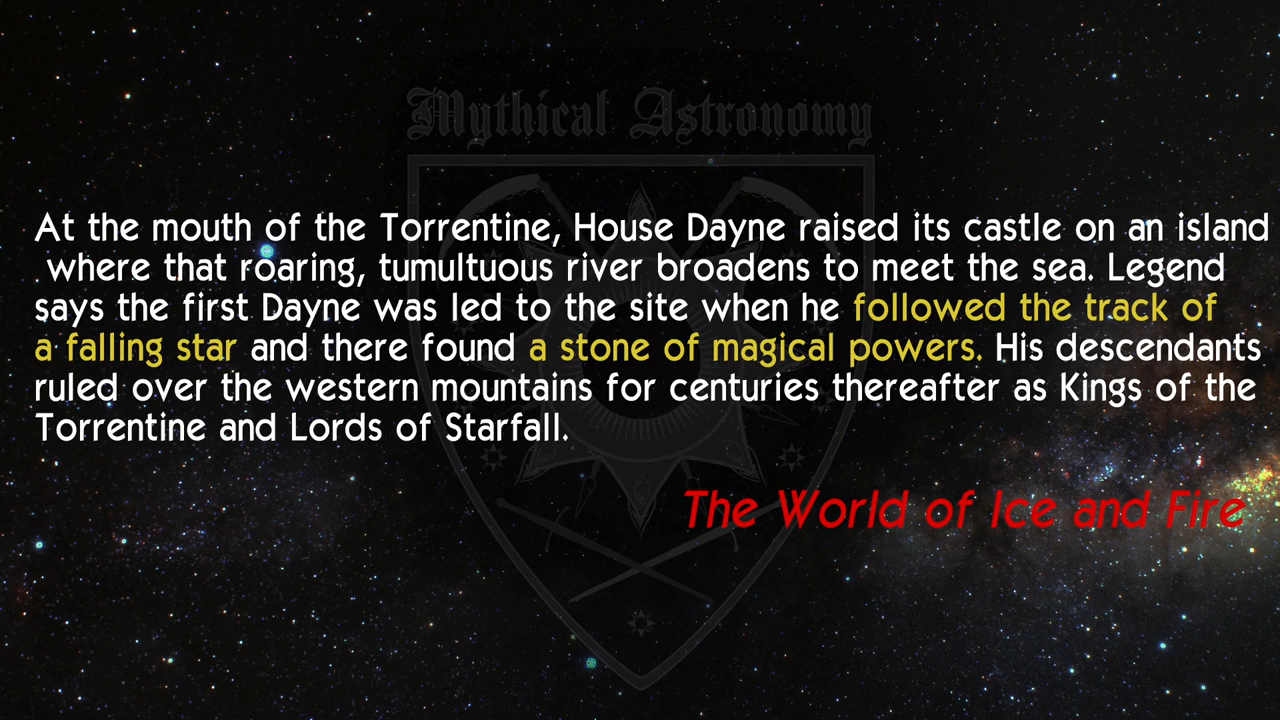 Mythical Astronomy
At the mouth of the Torrentine, House Dayne raised its castle on an island
where that roaring, tumultuous river broadens to meet the sea. Legend
says the first Dayne was led to the site when he followed the track of
a falling star and there found a stone of magical powers. His descendants
ruled over the western mountains for centuries thereafter as Kings of the
Torrentine and Lords of Starfall.
The World of Ice and Fire